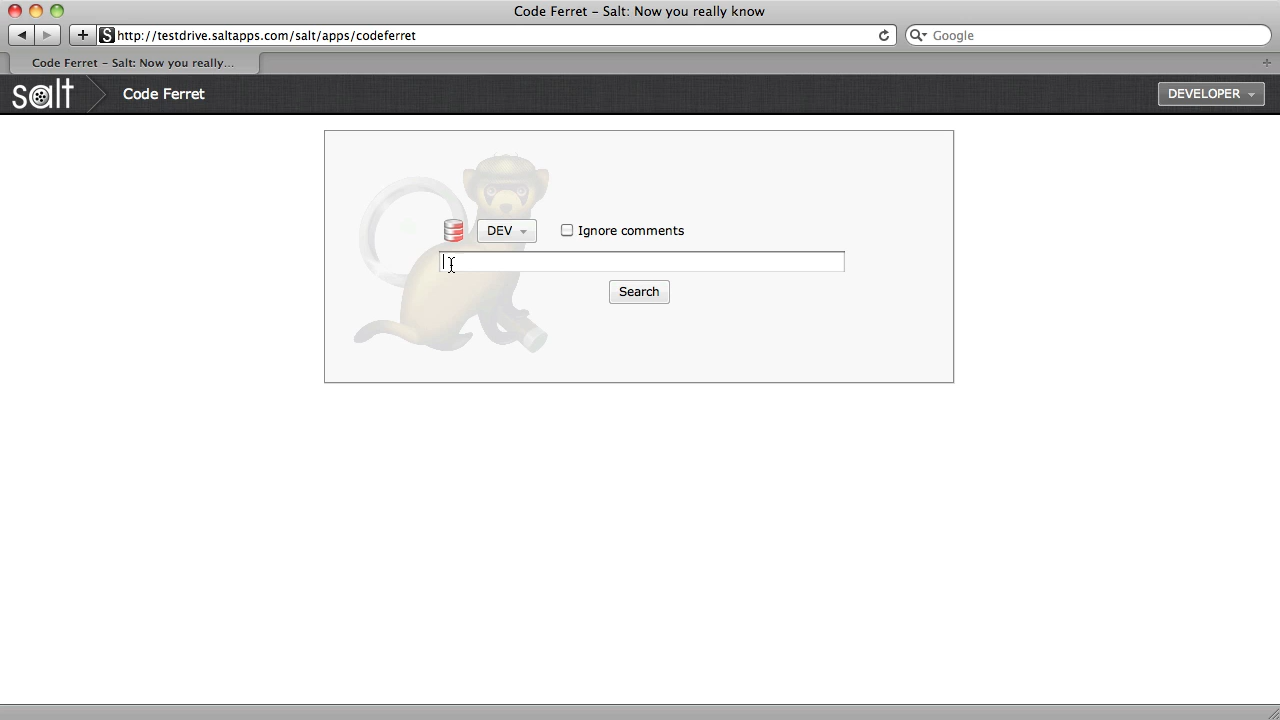 Code Ferret – Salt: Now you really know
http://testdrive.saltapps.com/salt/apps/codeferret
Google
Code Ferret – Salt: Now you really...
salt
Code Ferret
DEVELOPER
DEV
Ignore comments
Search